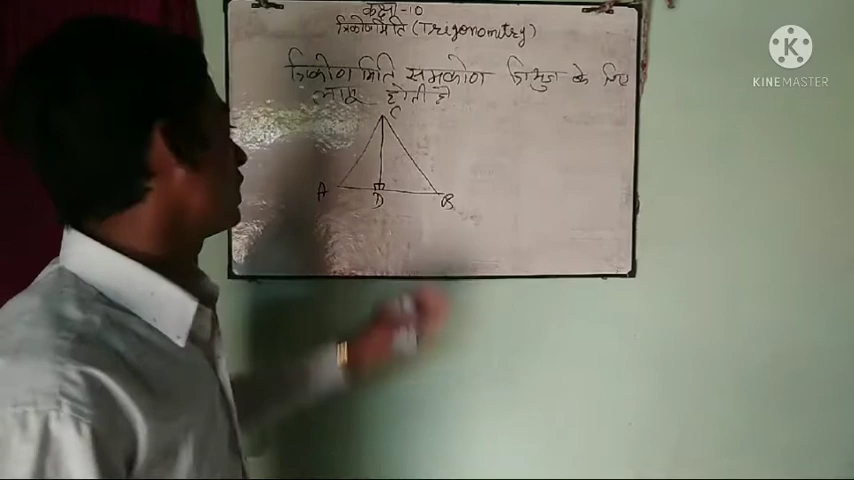 कक्षा-10
त्रिकोणमिति (Trigonometry)
त्रिकोणमिति समकोण त्रिभुज के लिए
लागू होती है
C
A D B
K
KINEMASTER